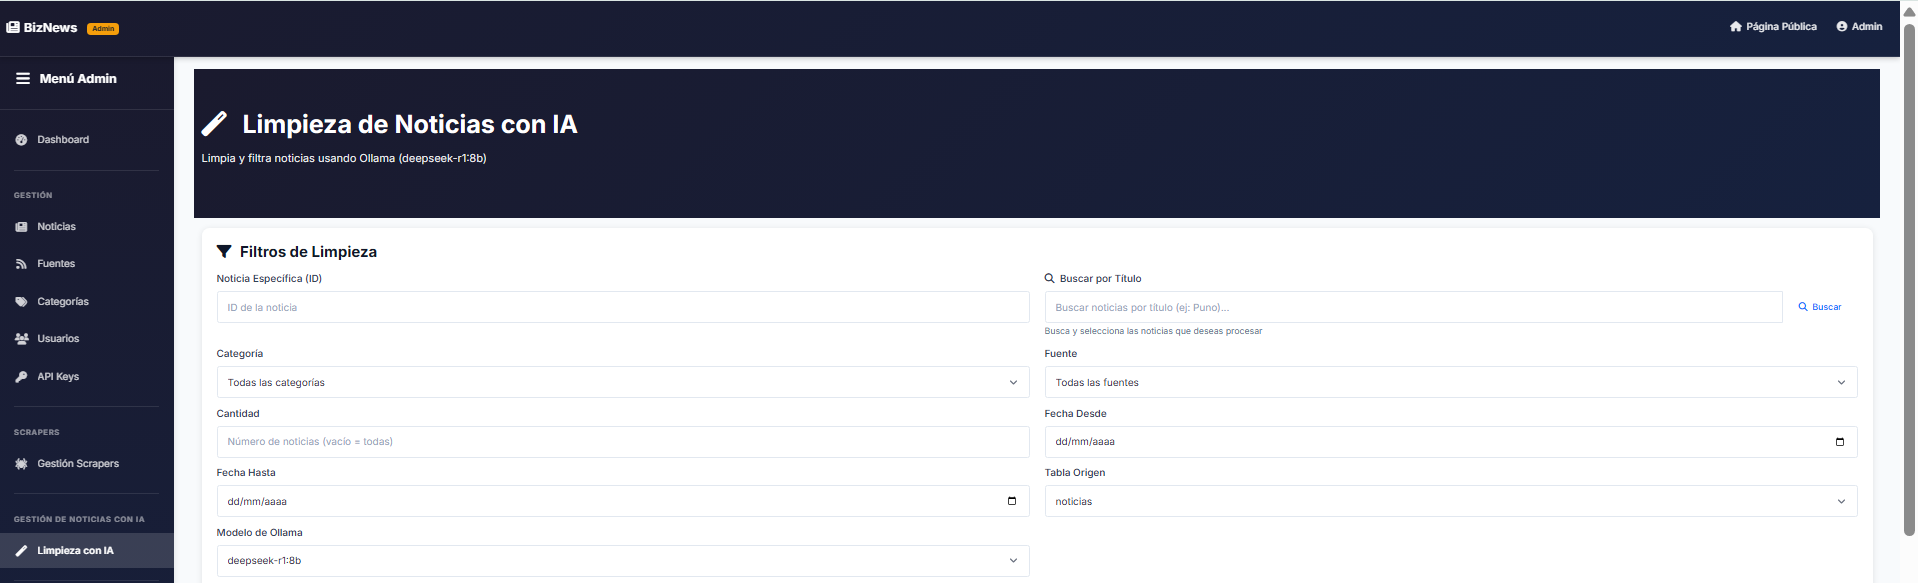 BizNews Admin
Página Pública
Admin
Menú Admin
Dashboard
GESTIÓN
Noticias
Fuentes
Categorías
Usuarios
API Keys
SCRAPERS
Gestión Scrapers
GESTIÓN DE NOTICIAS CON IA
Limpieza con IA
Limpieza de Noticias con IA
Limpia y filtra noticias usando Ollama (deepseek-r1:8b)
Filtros de Limpieza
Noticia Específica (ID)
ID de la noticia
Buscar por Título
Buscar noticias por título (ej: Puno)...
Buscar
Busca y selecciona las noticias que deseas procesar
Categoría
Todas las categorías
Fuente
Todas las fuentes
Cantidad
Número de noticias (vacío = todas)
Fecha Desde
dd/mm/aaaa
Fecha Hasta
dd/mm/aaaa
Tabla Origen
noticias
Modelo de Ollama
deepseek-r1:8b